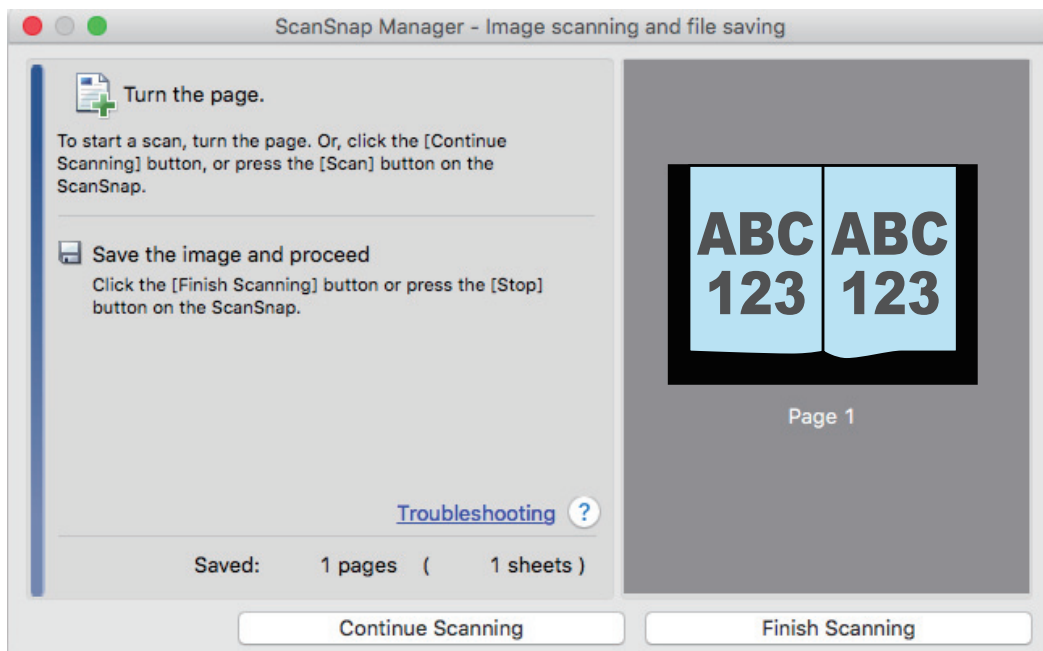 ScanSnap Manager - Image scanning and file saving
Turn the page.
To start a scan, turn the page. Or, click the [Continue
Scanning] button, or press the [Scan] button on the
ScanSnap.
Save the image and proceed
Click the [Finish Scanning] button or press the [Stop]
button on the ScanSnap.
Troubleshooting ?
Saved: 1 pages ( 1 sheets )
ABC ABC
123 123
Page 1
Continue Scanning
Finish Scanning